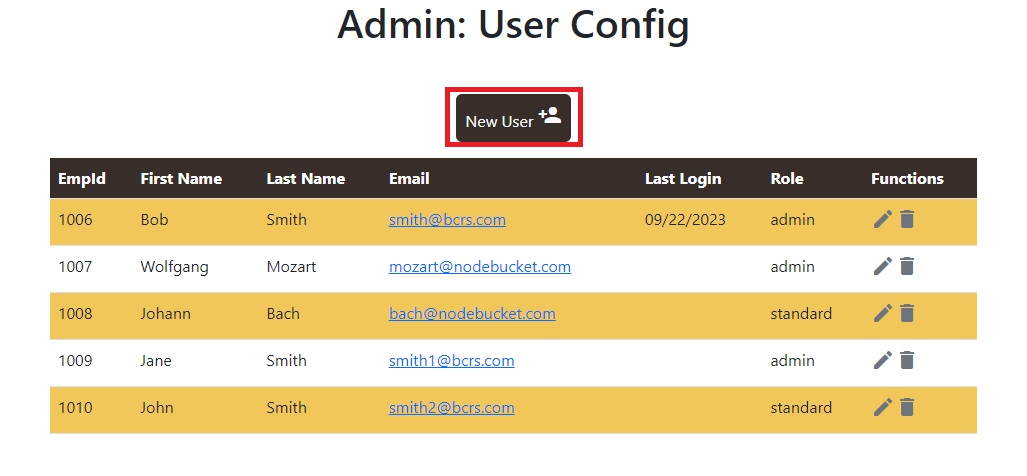 Admin: User Config
New User
EmpId First Name Last Name Email Last Login Role Functions
1006 Bob Smith smith@bcrs.com 09/22/2023 admin
1007 Wolfgang Mozart mozart@nodebucket.com admin
1008 Johann Bach bach@nodebucket.com standard
1009 Jane Smith smith1@bcrs.com admin
1010 John Smith smith2@bcrs.com standard